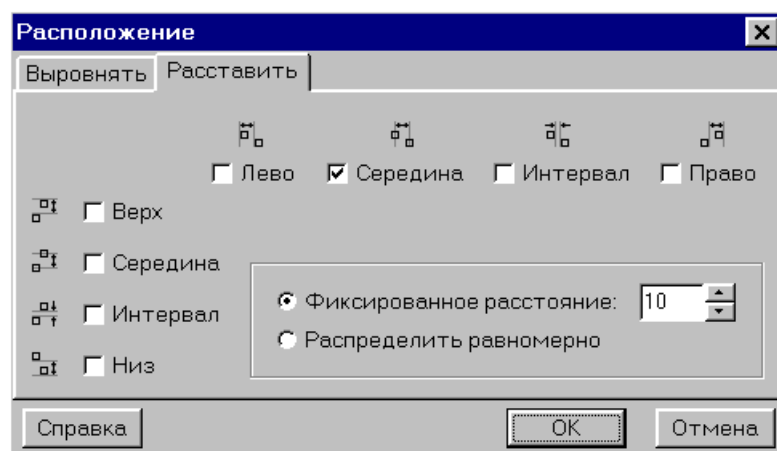 Расположение
Выровнять Расставить
Лево Середина Интервал Право
Верх
Середина
Интервал
Низ
Фиксированное расстояние: 10
Распределить равномерно
Справка OK Отмена